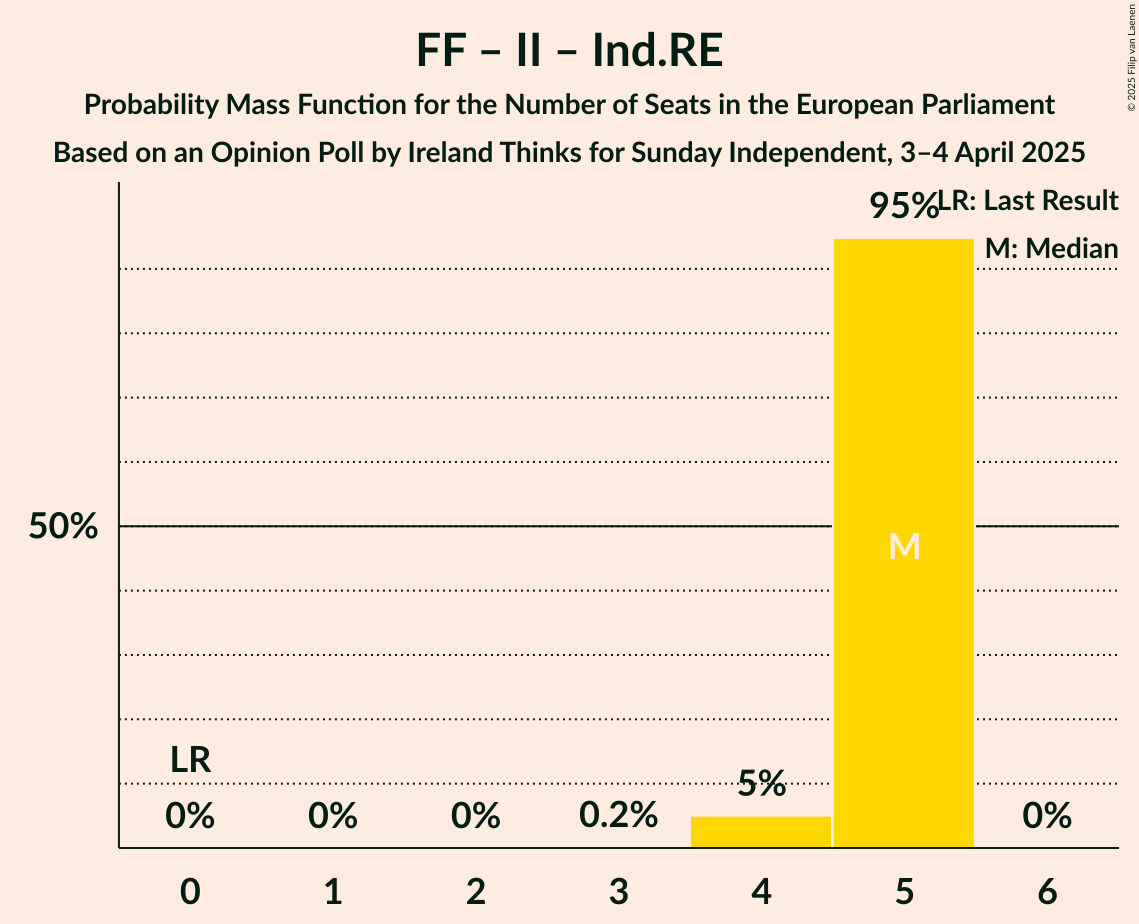 FF – II – Ind.RE
Probability Mass Function for the Number of Seats in the European Parliament
Based on an Opinion Poll by Ireland Thinks for Sunday Independent, 3–4 April 2025
© 2025 Filip van Laenen
95%
LR: Last Result
M: Median
50%
M
LR
0% 0% 0% 0.2% 5% 0%
0 1 2 3 4 5 6